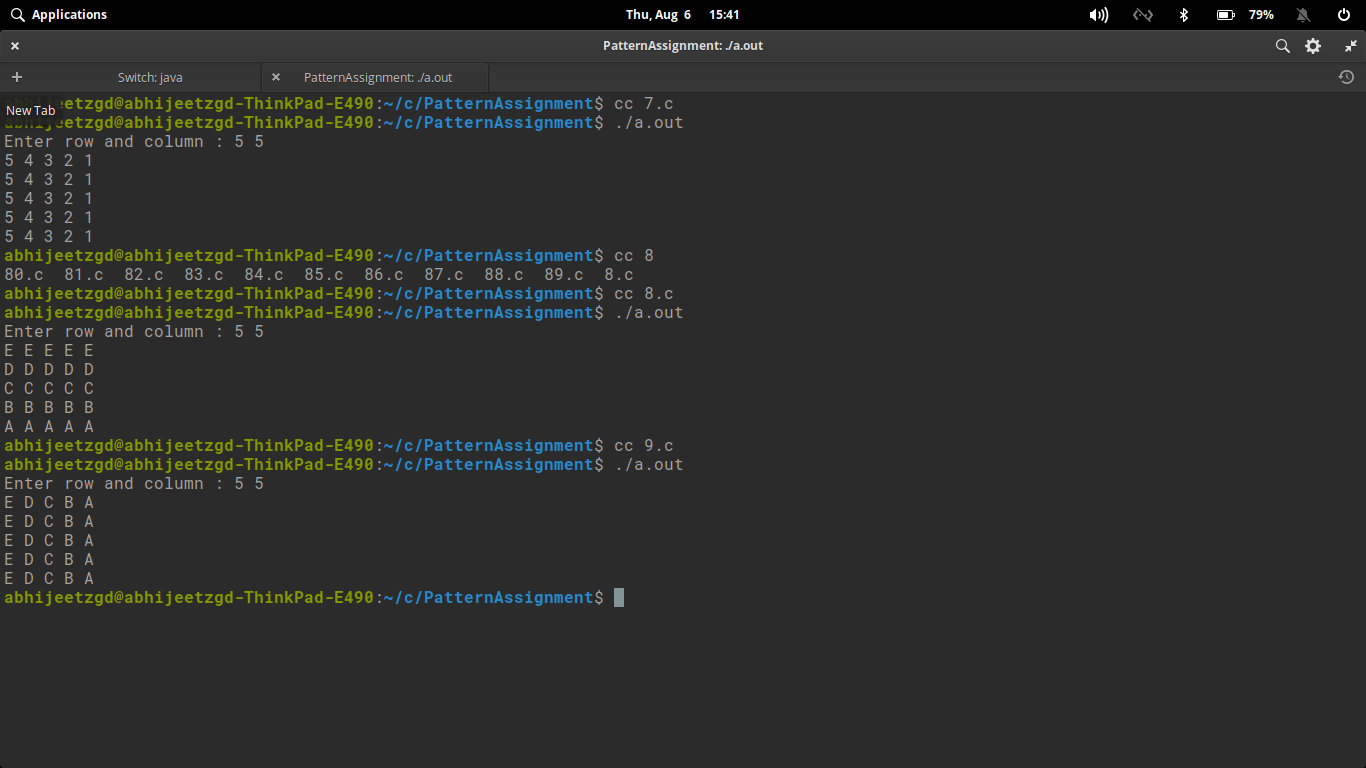 Applications Thu, Aug 6 15:41 79%
PatternAssignment: ./a.out
Switch: java PatternAssignment: ./a.out
New Tab
etzgd@abhijeetzgd-ThinkPad-E490:~/c/PatternAssignment$ cc 7.c
abhijeetzgd@abhijeetzgd-ThinkPad-E490:~/c/PatternAssignment$ ./a.out
Enter row and column : 5 5
5 4 3 2 1
5 4 3 2 1
5 4 3 2 1
5 4 3 2 1
5 4 3 2 1
abhijeetzgd@abhijeetzgd-ThinkPad-E490:~/c/PatternAssignment$ cc 8
80.c 81.c 82.c 83.c 84.c 85.c 86.c 87.c 88.c 89.c 8.c
abhijeetzgd@abhijeetzgd-ThinkPad-E490:~/c/PatternAssignment$ cc 8.c
abhijeetzgd@abhijeetzgd-ThinkPad-E490:~/c/PatternAssignment$ ./a.out
Enter row and column : 5 5
E E E E E
D D D D D
C C C C C
B B B B B
A A A A A
abhijeetzgd@abhijeetzgd-ThinkPad-E490:~/c/PatternAssignment$ cc 9.c
abhijeetzgd@abhijeetzgd-ThinkPad-E490:~/c/PatternAssignment$ ./a.out
Enter row and column : 5 5
E D C B A
E D C B A
E D C B A
E D C B A
E D C B A
abhijeetzgd@abhijeetzgd-ThinkPad-E490:~/c/PatternAssignment$